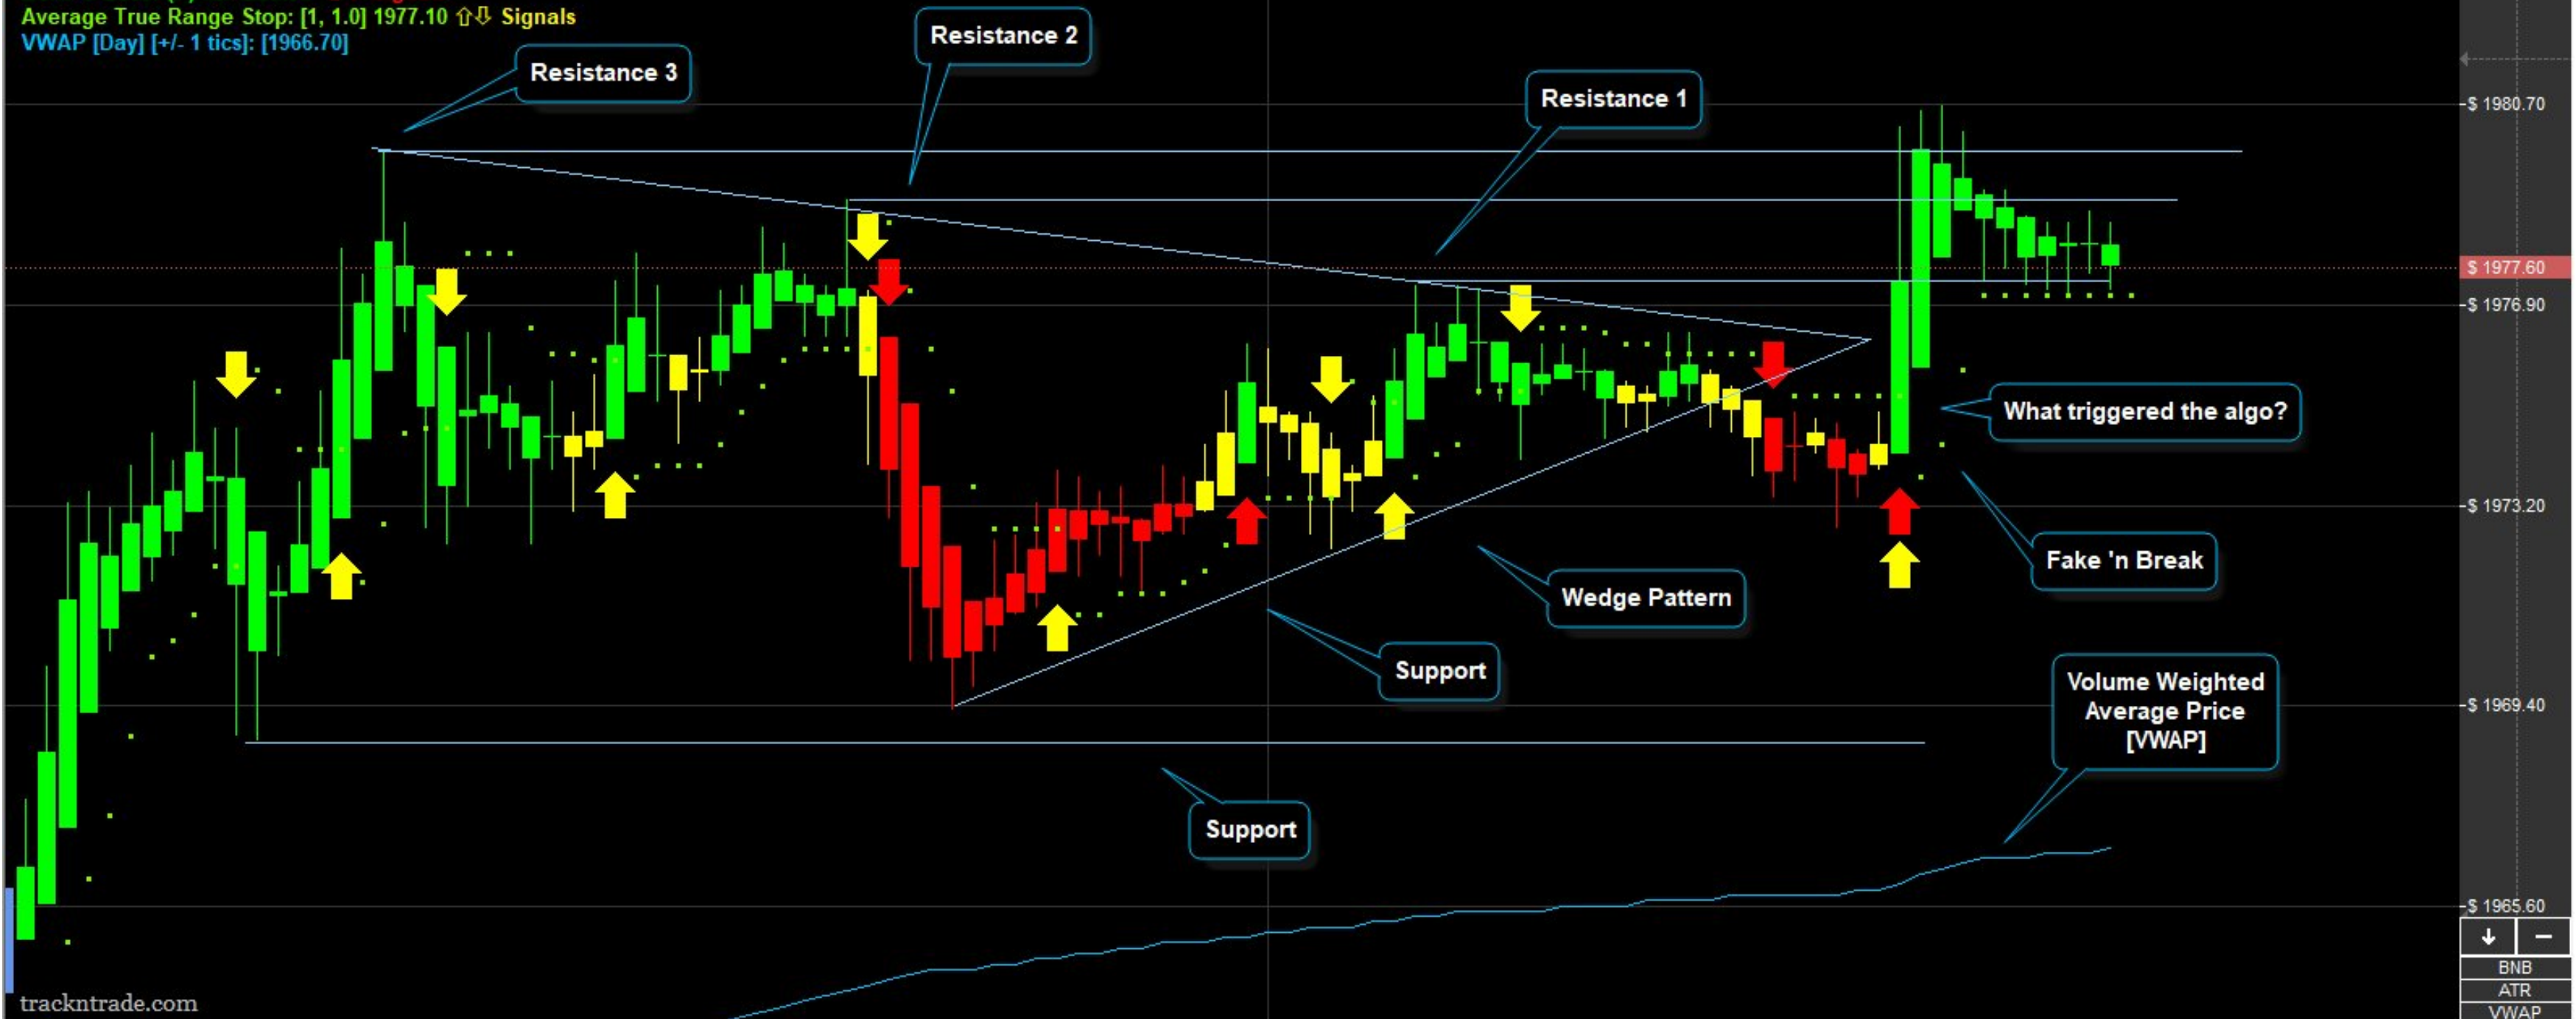 Average True Range Stop: [1, 1.0] 1977.10 ⇧⇩ Signals
VWAP [Day] [+/- 1 tics]: [1966.70]
Resistance 2
Resistance 3
Resistance 1
$ 1980.70
$ 1977.60
$ 1976.90
What triggered the algo?
$ 1973.20
Fake 'n Break
Wedge Pattern
Support
Volume Weighted
Average Price
[VWAP]
$ 1969.40
Support
$ 1965.60
BNB
ATR
VWAP
trackntrade.com